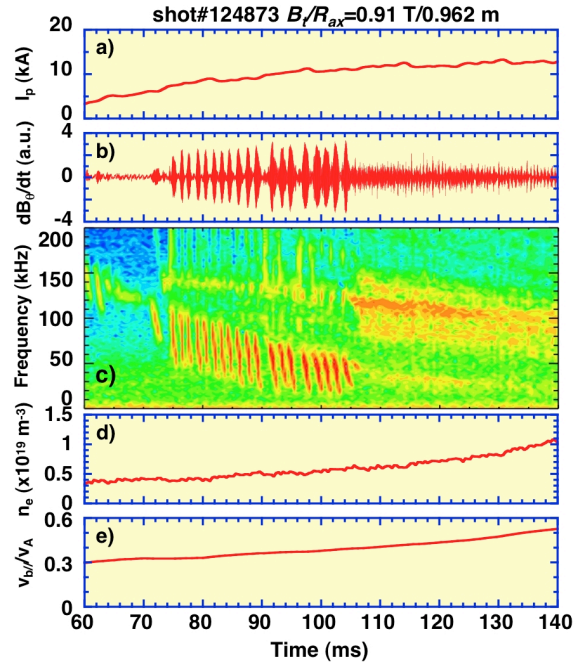 shot#124873 Bt/Rax=0.91 T/0.962 m
a)
Ip (kA)
20
10
0
b)
dBθ/dt (a.u.)
4
0
-4
c)
Frequency (kHz)
200
150
100
50
0
d)
ne (x10^19 m^-3)
1.5
1
0.5
0
e)
vb///vA
0.6
0.3
0
60 70 80 90 100 110 120 130 140
Time (ms)